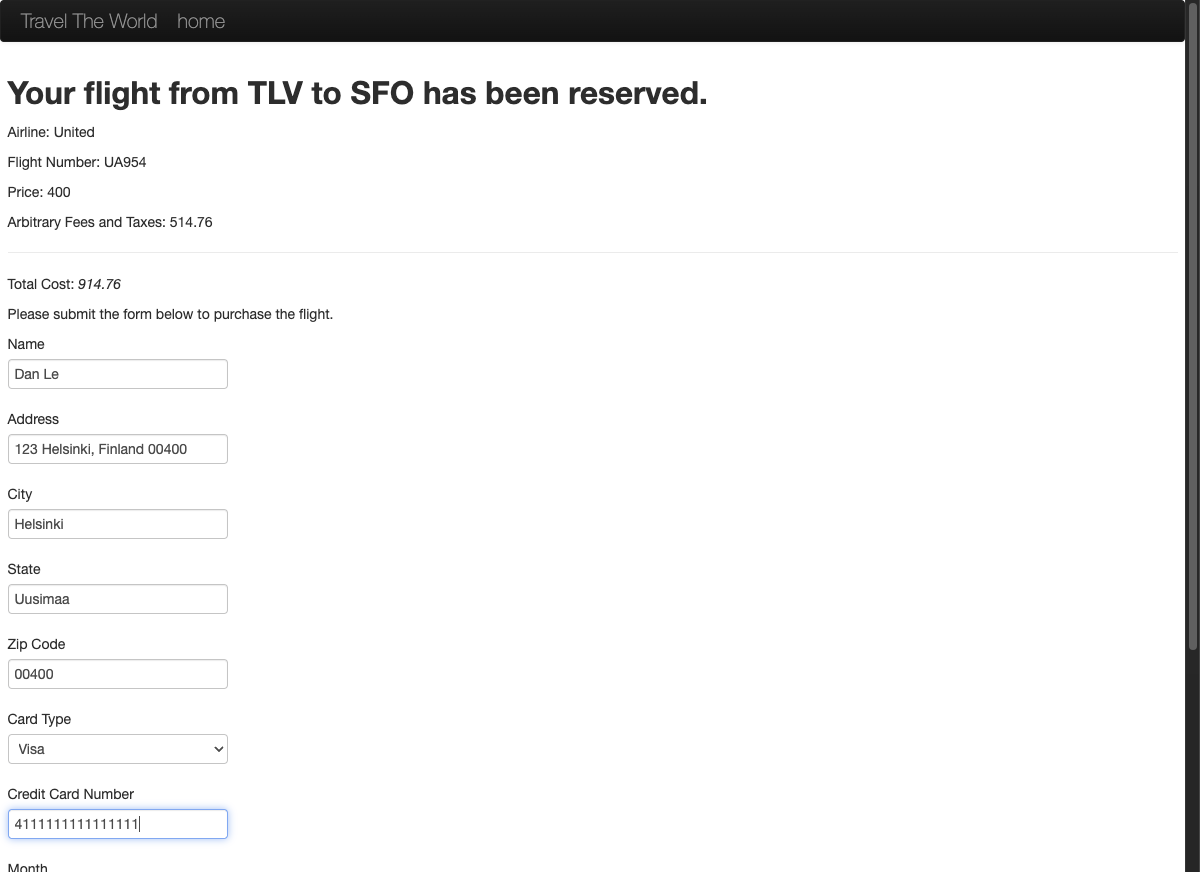 Travel The World home
Your flight from TLV to SFO has been reserved.
Airline: United
Flight Number: UA954
Price: 400
Arbitrary Fees and Taxes: 514.76
Total Cost: 914.76
Please submit the form below to purchase the flight.
Name
Dan Le
Address
123 Helsinki, Finland 00400
City
Helsinki
State
Uusimaa
Zip Code
00400
Card Type
Visa
Credit Card Number
4111111111111111
Month